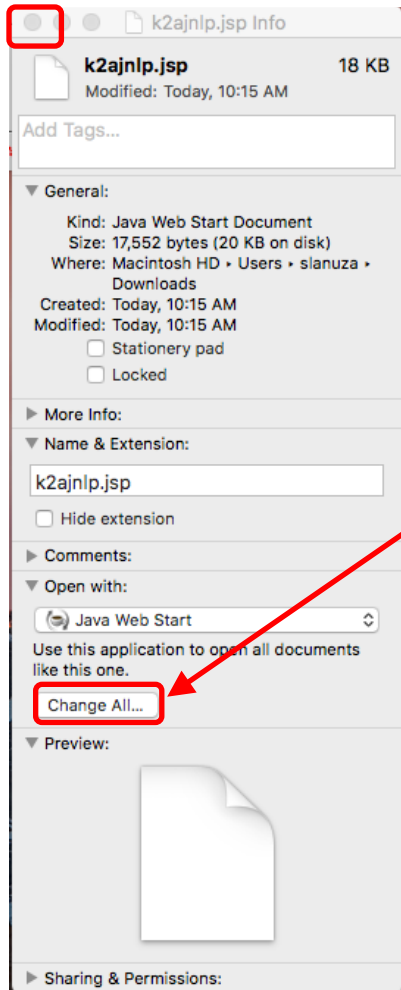 k2ajnlp.jsp Info
k2ajnlp.jsp 18 KB
Modified: Today, 10:15 AM
Add Tags...
General:
Kind: Java Web Start Document
Size: 17,552 bytes (20 KB on disk)
Where: Macintosh HD ▸ Users ▸ slanuza ▸
Downloads
Created: Today, 10:15 AM
Modified: Today, 10:15 AM
Stationery pad
Locked
More Info:
Name & Extension:
k2ajnlp.jsp
Hide extension
Comments:
Open with:
Java Web Start
Use this application to open all documents
like this one.
Change All...
Preview:
Sharing & Permissions: